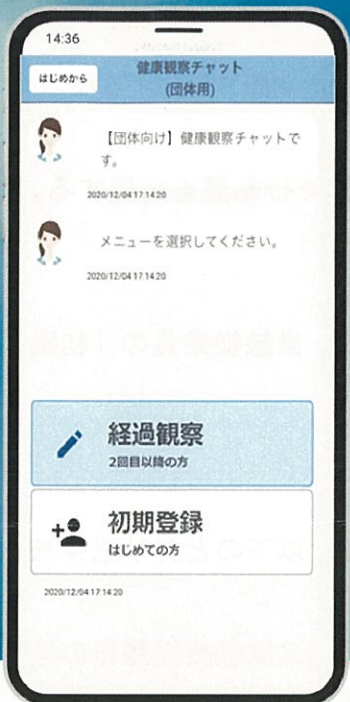 14:36
はじめから
健康観察チャット
(団体用)
【団体向け】健康観察チャットで
す。
2020/12/04 17:14:20
メニューを選択してください。
2020/12/04 17:14:20
経過観察
2回目以降の方
初期登録
はじめての方
2020/12/04 17:14:20